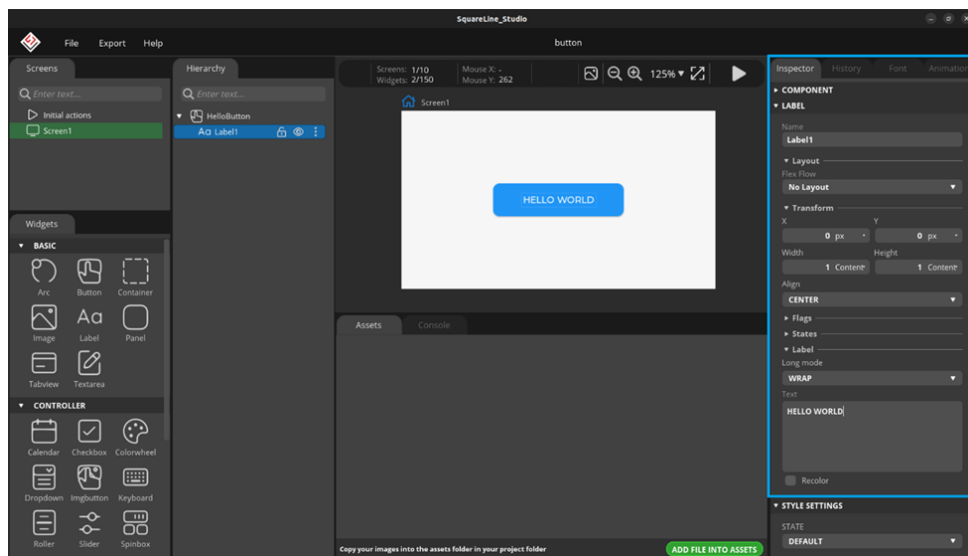 SquareLine_Studio
File Export Help
button
Screens
Enter text...
Initial actions
Screen1
Hierarchy
Enter text...
HelloButton
Aa Label1
Screens: 1/10
Widgets: 2/150
Mouse X: -
Mouse Y: 262
125%
Screen1
HELLO WORLD
Widgets
BASIC
Arc Button Container
Aa
Image Label Panel
Tabview Textarea
CONTROLLER
Calendar Checkbox Colorwheel
Dropdown Imgbutton Keyboard
Roller Slider Spinbox
Assets Console
Copy your images into the assets folder in your project folder
ADD FILE INTO ASSETS
Inspector History Font Animation
COMPONENT
LABEL
Name
Label1
Layout
Flex Flow
No Layout
Transform
X Y
0 px 0 px
Width Height
1 Content 1 Content
Align
CENTER
Flags
States
Label
Long mode
WRAP
Text
HELLO WORLD
Recolor
STYLE SETTINGS
STATE
DEFAULT